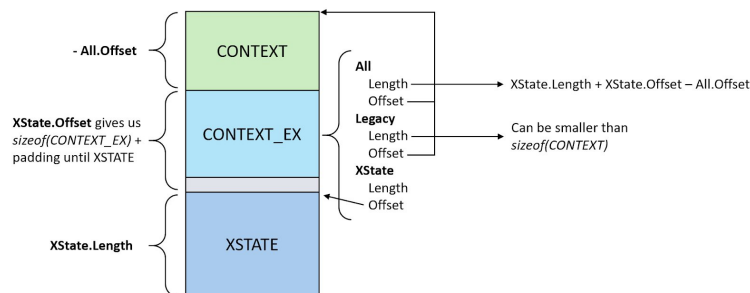 - All.Offset
CONTEXT
XState.Offset gives us
sizeof(CONTEXT_EX) +
padding until XSTATE
CONTEXT_EX
All
Length
XState.Length + XState.Offset – All.Offset
Offset
Legacy
Length
Can be smaller than
sizeof(CONTEXT)
Offset
XState
Length
Offset
XState.Length
XSTATE